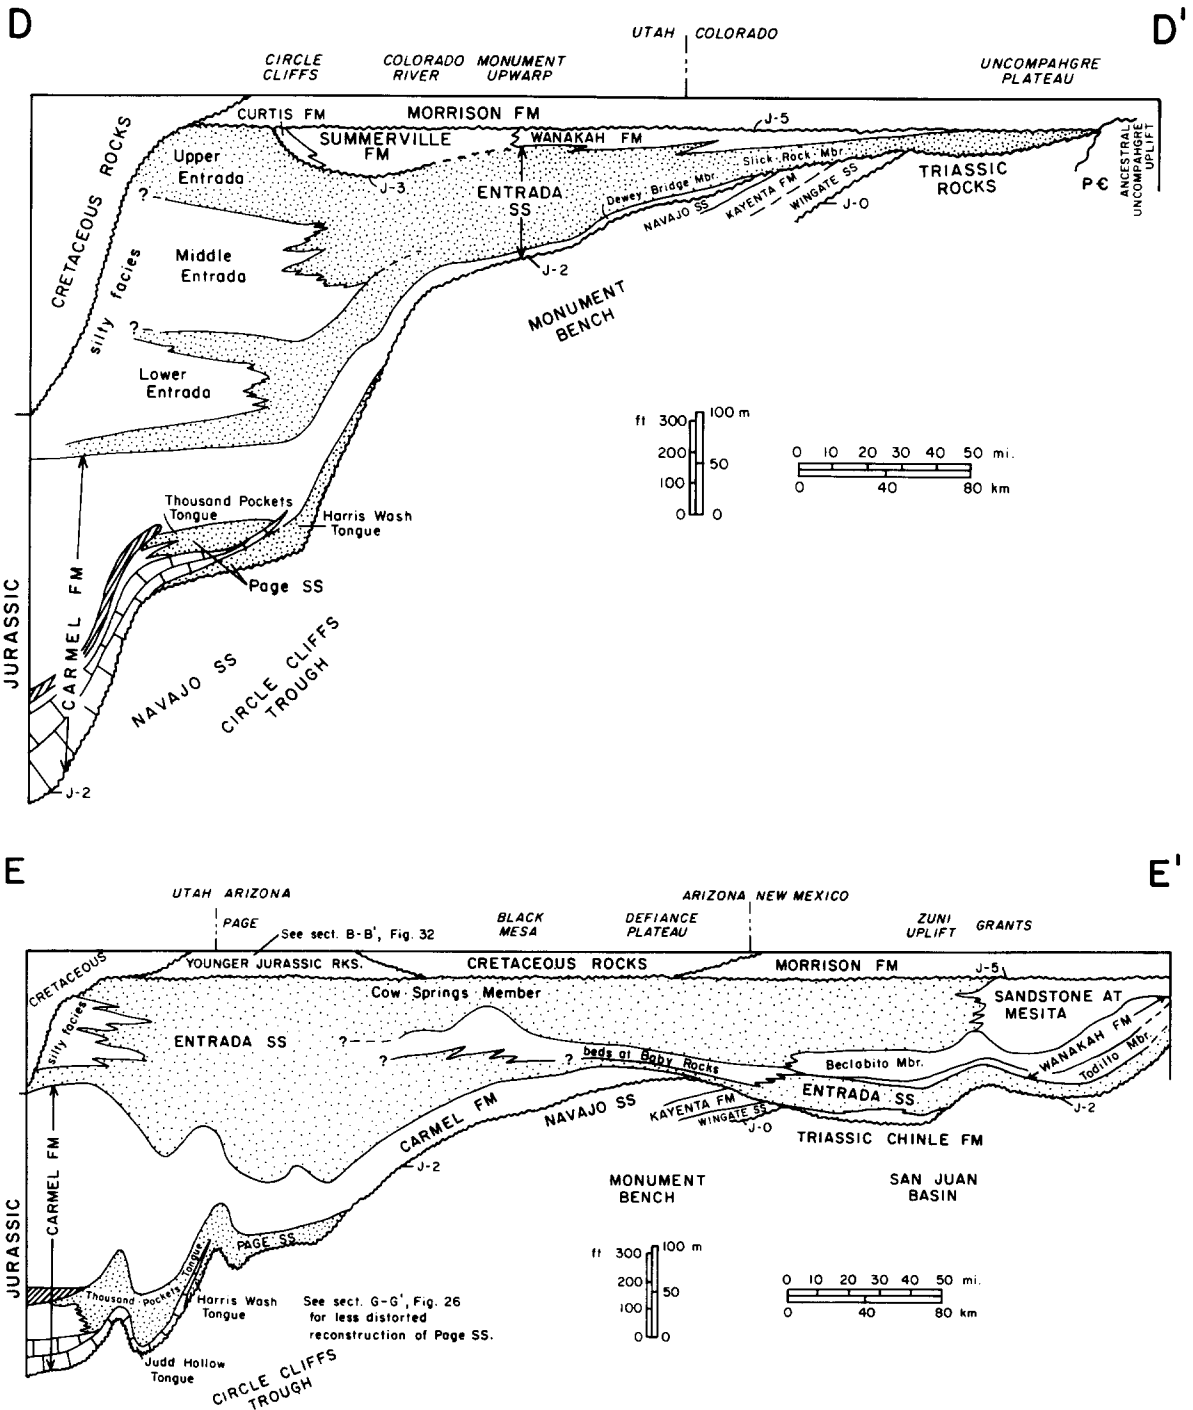 D
D'
UTAH COLORADO
CIRCLE
CLIFFS
COLORADO
RIVER
MONUMENT
UPWARP
UNCOMPAHGRE
PLATEAU
CURTIS FM
MORRISON FM
J-5
SUMMERVILLE
FM
WANAKAH FM
CRETACEOUS ROCKS
Upper
Entrada
J-3
ENTRADA
SS
Slick Rock Mbr.
Dewey Bridge Mbr.
NAVAJO SS
KAYENTA FM
WINGATE SS
J-O
TRIASSIC
ROCKS
P-Є
ANCESTRAL
UNCOMPAHGRE
UPLIFT
?
silty facies
Middle
Entrada
J-2
MONUMENT
BENCH
?
Lower
Entrada
ft 300 100 m
200 50
100
0 0
0 10 20 30 40 50 mi.
0 40 80 km
Thousand Pockets
Tongue
Harris Wash
Tongue
Page SS
JURASSIC
CARMEL FM
NAVAJO SS
CIRCLE CLIFFS
TROUGH
J-2
E
E'
UTAH ARIZONA
ARIZONA NEW MEXICO
PAGE
See sect. B-B', Fig. 32
BLACK
MESA
DEFIANCE
PLATEAU
ZUNI
UPLIFT
GRANTS
CRETACEOUS
YOUNGER JURASSIC RKS.
CRETACEOUS ROCKS
MORRISON FM
J-5
Cow Springs Member
SANDSTONE AT
MESITA
silty facies
ENTRADA SS
?
?
?
beds at Baby Rocks
Beclabito Mbr.
WANAKAH FM
Todilto Mbr.
ENTRADA SS
CARMEL FM
NAVAJO SS
KAYENTA FM
WINGATE SS
J-O
J-2
TRIASSIC CHINLE FM
J-2
MONUMENT
BENCH
SAN JUAN
BASIN
JURASSIC
CARMEL FM
PAGE SS
Thousand Pockets Tongue
Harris Wash
Tongue
See sect. G-G', Fig. 26
for less distorted
reconstruction of Page SS.
Judd Hollow
Tongue
CIRCLE CLIFFS
TROUGH
ft 300 100 m
200 50
100
0 0
0 10 20 30 40 50 mi.
0 40 80 km